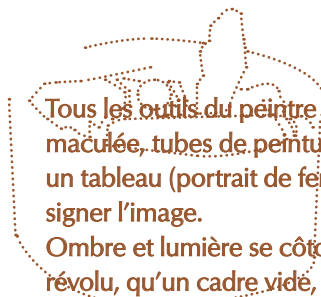 Tous les outils du peintre
maculée, tubes de peintu
un tableau (portrait de fe
signer l'image.
Ombre et lumière se côto
révolu, qu'un cadre vide,